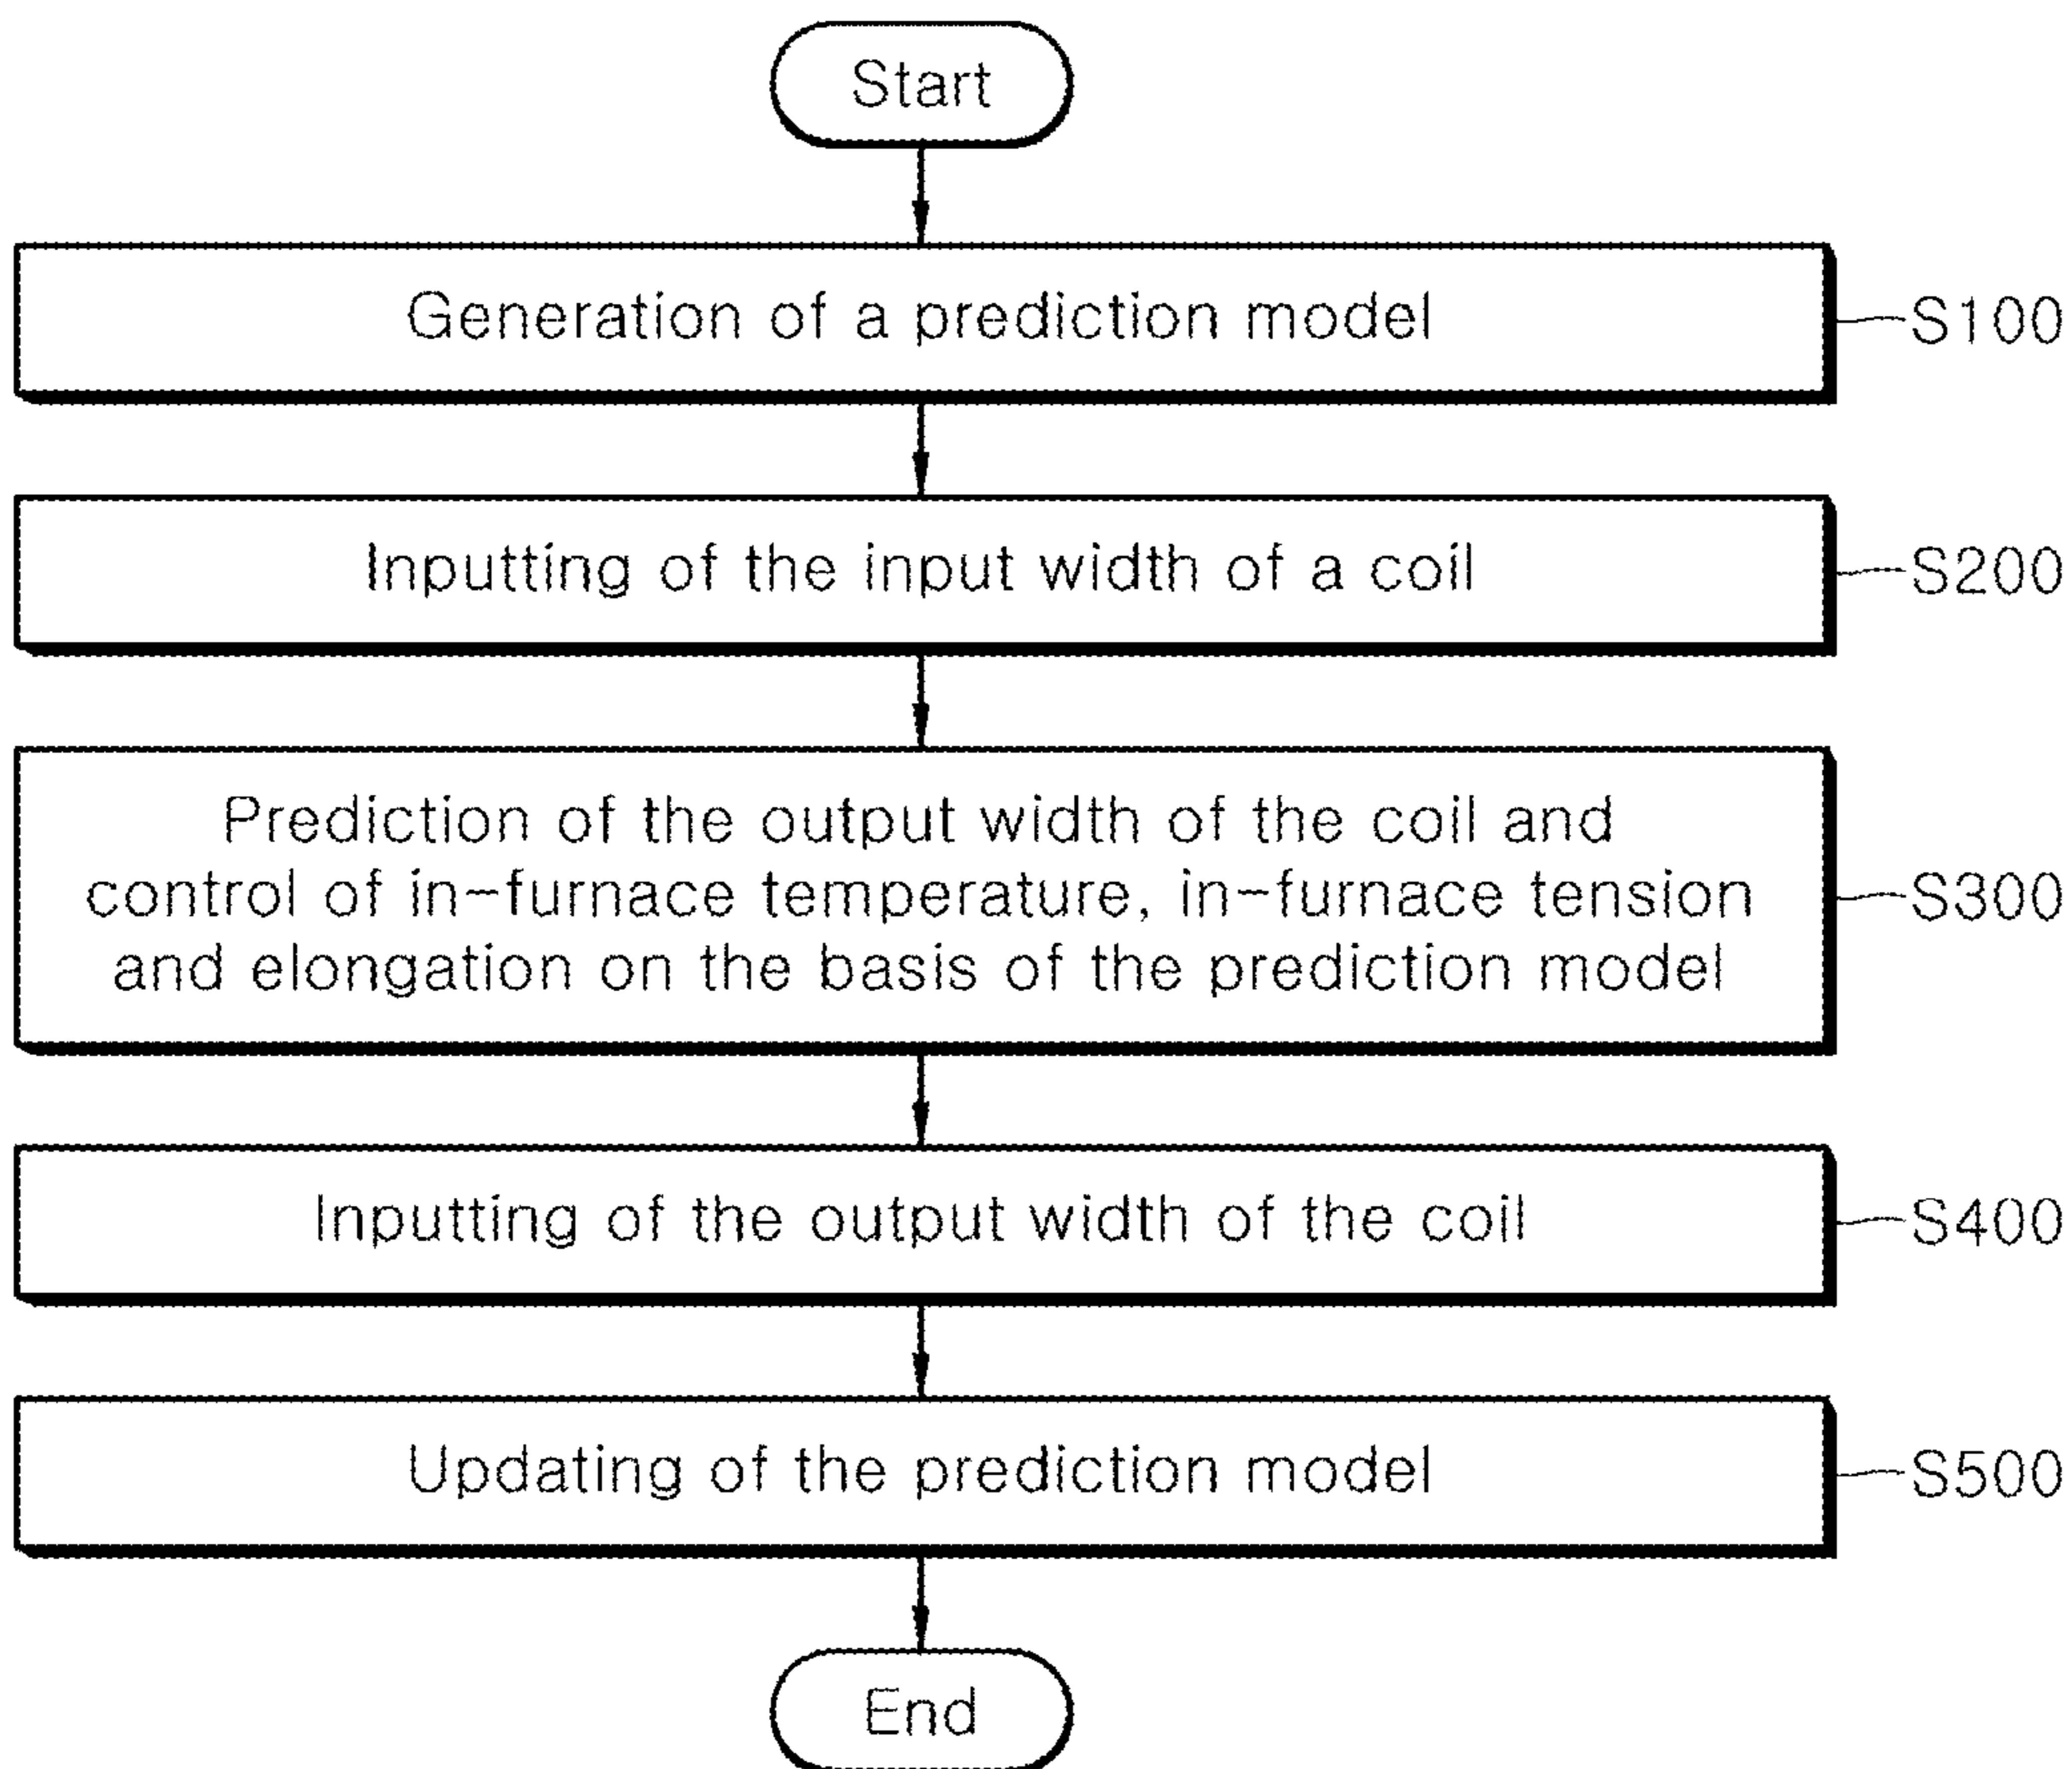 Start
Generation of a prediction model
S100
Inputting of the input width of a coil
S200
Prediction of the output width of the coil and
control of in-furnace temperature, in-furnace tension
and elongation on the basis of the prediction model
S300
Inputting of the output width of the coil
S400
Updating of the prediction model
S500
End